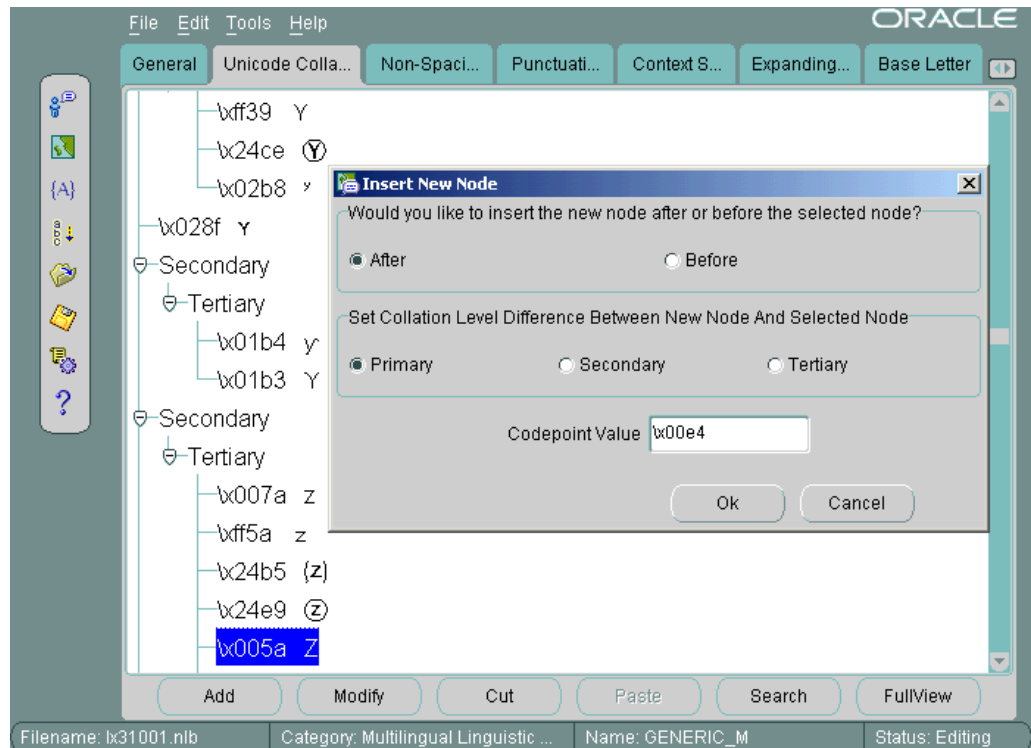 File Edit Tools Help
ORACLE
General Unicode Colla... Non-Spaci... Punctuati... Context S... Expanding... Base Letter
{A}
a b c
?
\xff39 Y
\x24ce Ⓨ
\x02b8 ʸ
\x028f ʏ
Secondary
Tertiary
\x01b4 ƴ
\x01b3 Ƴ
Secondary
Tertiary
\x007a z
\xff5a z
\x24b5 (z)
\x24e9 ⓩ
\x005a Z
Insert New Node
Would you like to insert the new node after or before the selected node?
After Before
Set Collation Level Difference Between New Node And Selected Node
Primary Secondary Tertiary
Codepoint Value \x00e4
Ok Cancel
Add Modify Cut Paste Search FullView
Filename: lx31001.nlb Category: Multilingual Linguistic ... Name: GENERIC_M Status: Editing